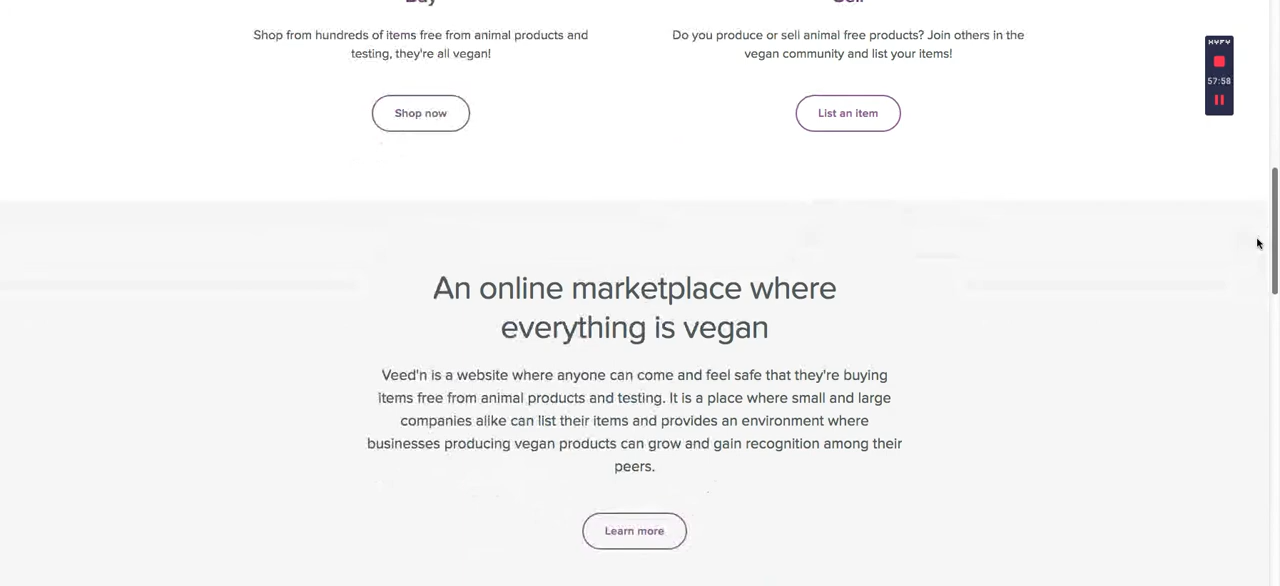 Buy
Sell
Shop from hundreds of items free from animal products and
testing, they're all vegan!
Do you produce or sell animal free products? Join others in the
vegan community and list your items!
Shop now
List an item
57:58
An online marketplace where
everything is vegan
Veed'n is a website where anyone can come and feel safe that they're buying
items free from animal products and testing. It is a place where small and large
companies alike can list their items and provides an environment where
businesses producing vegan products can grow and gain recognition among their
peers.
Learn more